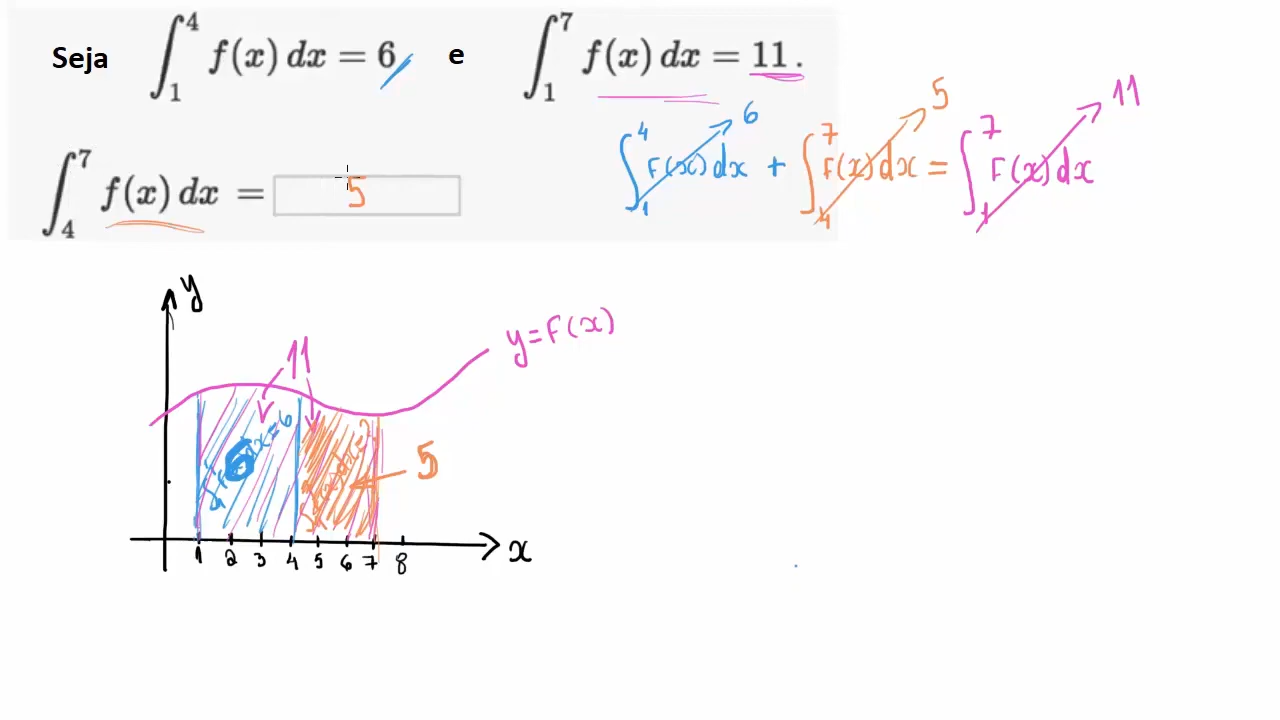 Seja ∫₁⁴ f(x) dx = 6 e ∫₁⁷ f(x) dx = 11.
∫₄⁷ f(x) dx = 5
∫₁⁴ F(x)dx + ∫₄⁷ F(x)dx = ∫₁⁷ F(x)dx
6 5 11
y
y=F(x)
11
5
1 2 3 4 5 6 7 8
x